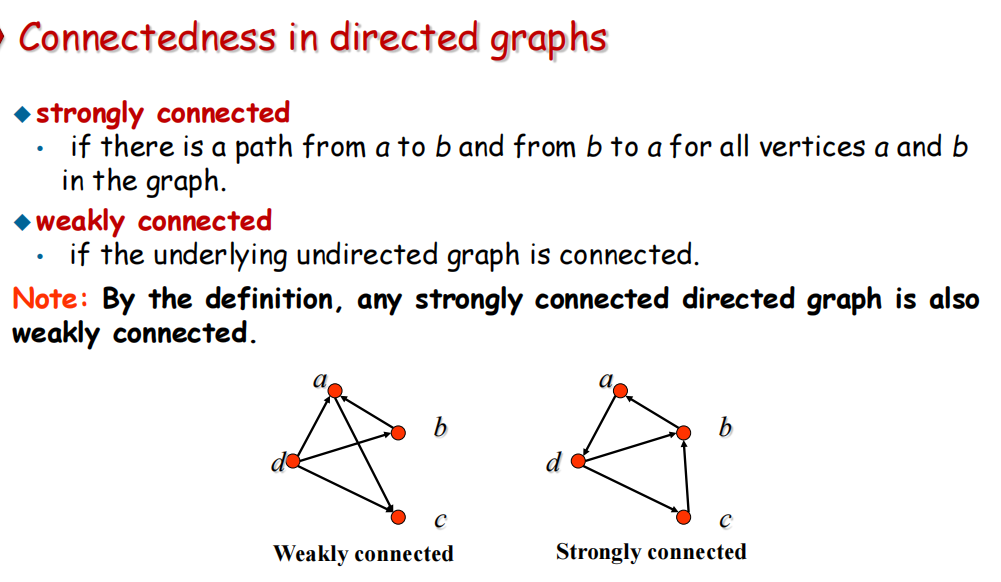 Connectedness in directed graphs
◆ strongly connected
• if there is a path from a to b and from b to a for all vertices a and b
in the graph.
◆ weakly connected
• if the underlying undirected graph is connected.
Note: By the definition, any strongly connected directed graph is also
weakly connected.
a
b
d
c
Weakly connected
a
b
d
c
Strongly connected